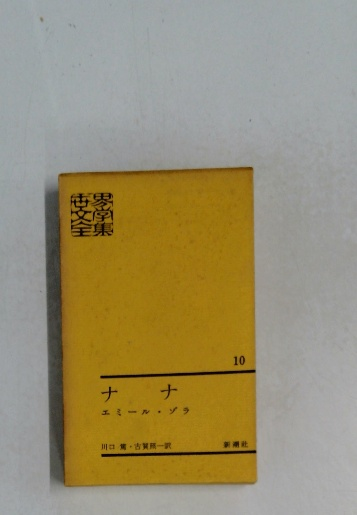 世界
文学
全集
10
ナナ
エミール・ゾラ
川口 篤・古賀照一訳 新潮社